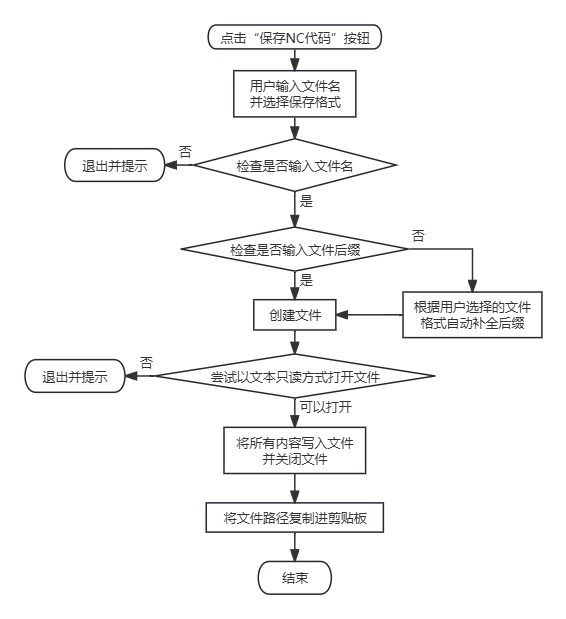 点击“保存NC代码”按钮
用户输入文件名
并选择保存格式
否
退出并提示
检查是否输入文件名
是
否
检查是否输入文件后缀
是
创建文件
根据用户选择的文件
格式自动补全后缀
否
退出并提示
尝试以文本只读方式打开文件
可以打开
将所有内容写入文件
并关闭文件
将文件路径复制进剪贴板
结束